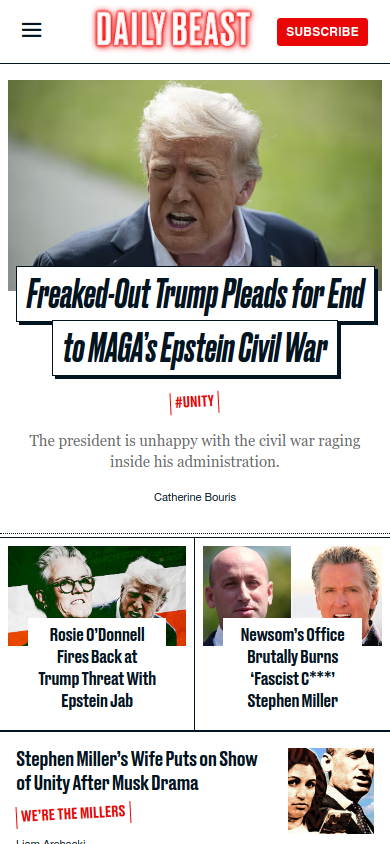 DAILY BEAST
SUBSCRIBE
Freaked-Out Trump Pleads for End
to MAGA's Epstein Civil War
#UNITY
The president is unhappy with the civil war raging
inside his administration.
Catherine Bouris
Rosie O'Donnell
Fires Back at
Trump Threat With
Epstein Jab
Newsom's Office
Brutally Burns
'Fascist C***'
Stephen Miller
Stephen Miller's Wife Puts on Show
of Unity After Musk Drama
WE'RE THE MILLERS